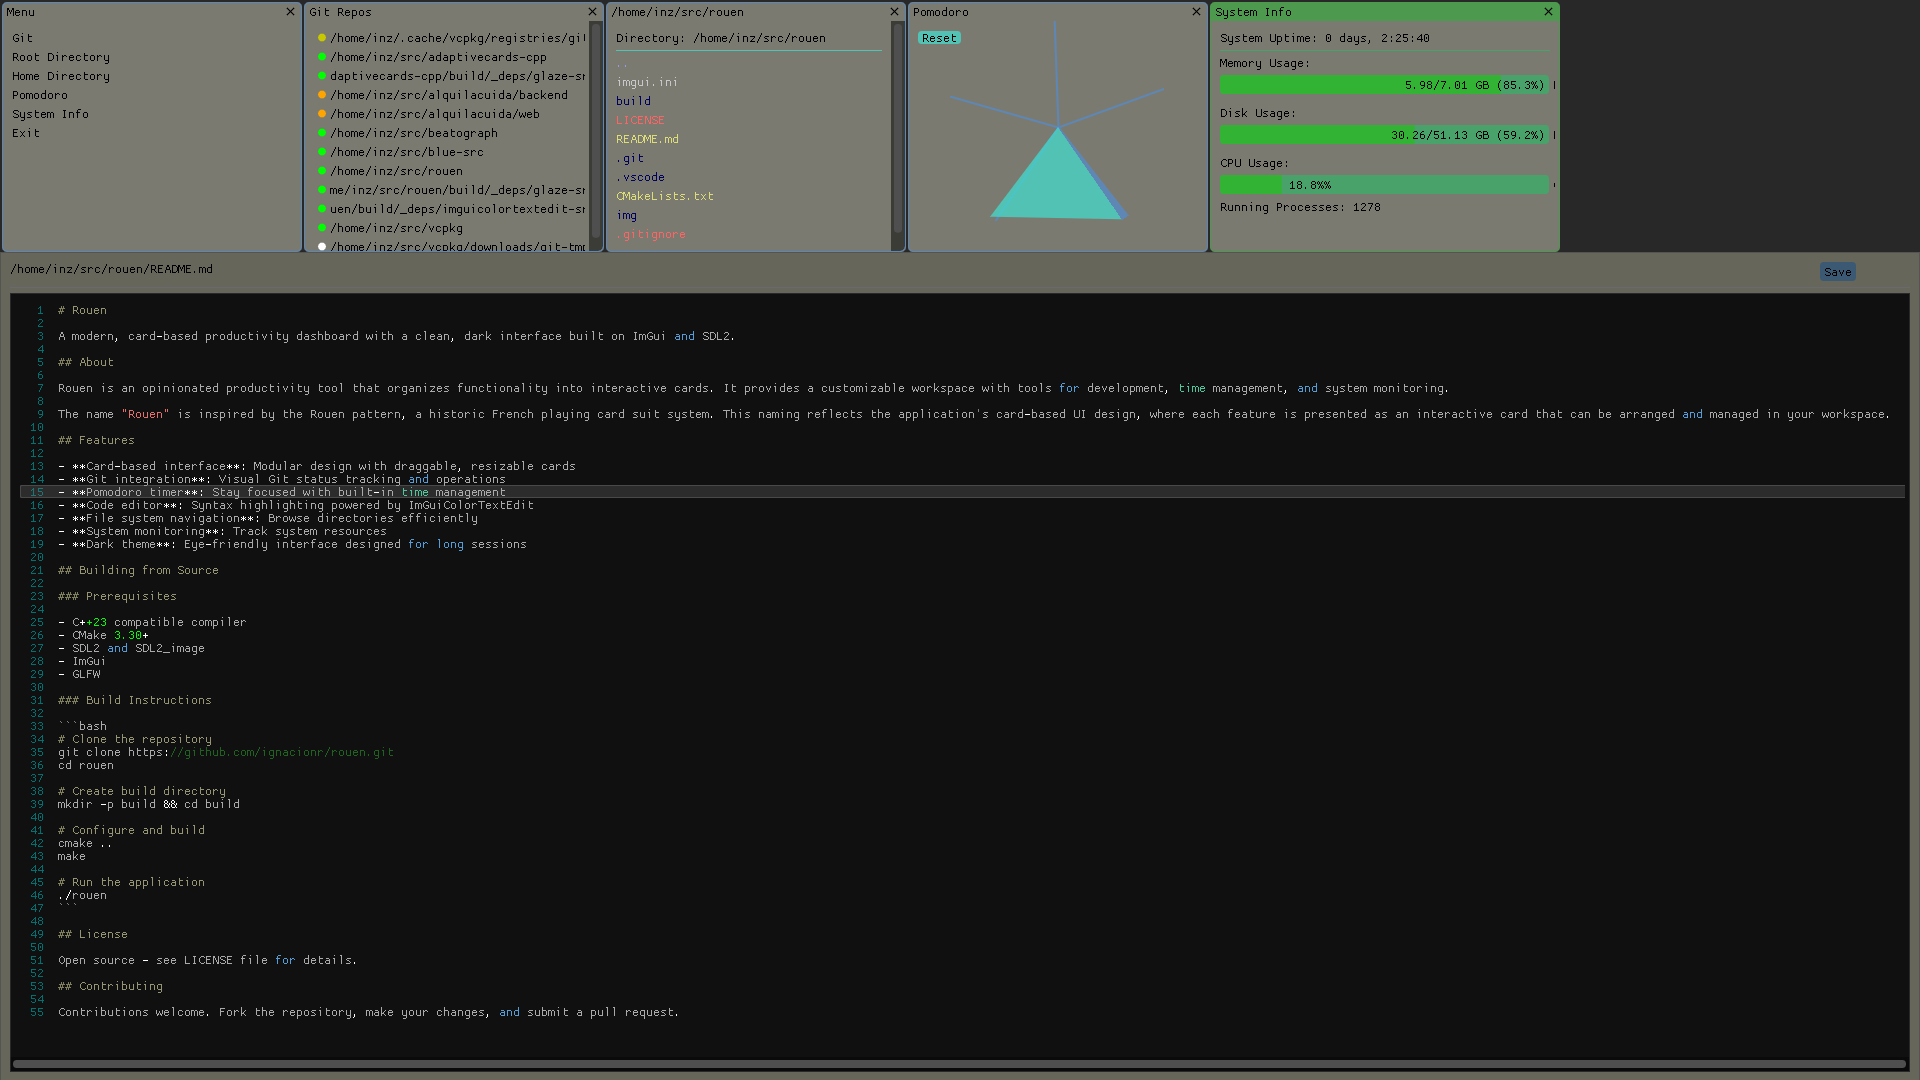 Menu
Git
Root Directory
Home Directory
Pomodoro
System Info
Exit
Git Repos
/home/inz/.cache/vcpkg/registries/gi
/home/inz/src/adaptivecards-cpp
daptivecards-cpp/build/_deps/glaze-sr
/home/inz/src/alquilacuida/backend
/home/inz/src/alquilacuida/web
/home/inz/src/beatograph
/home/inz/src/blue-src
/home/inz/src/rouen
me/inz/src/rouen/build/_deps/glaze-sr
uen/build/_deps/imguicolortextedit-sr
/home/inz/src/vcpkg
/home/inz/src/vcpkg/downloads/git-tmp
/home/inz/src/rouen
Directory: /home/inz/src/rouen
..
imgui.ini
build
LICENSE
README.md
.git
.vscode
CMakeLists.txt
img
.gitignore
Pomodoro
Reset
System Info
System Uptime: 0 days, 2:25:40
Memory Usage:
5.98/7.01 GB (85.3%)
Disk Usage:
30.26/51.13 GB (59.2%)
CPU Usage:
18.8%%
Running Processes: 1278
/home/inz/src/rouen/README.md
Save
1 # Rouen
2
3 A modern, card-based productivity dashboard with a clean, dark interface built on ImGui and SDL2.
4
5 ## About
6
7 Rouen is an opinionated productivity tool that organizes functionality into interactive cards. It provides a customizable workspace with tools for development, time management, and system monitoring.
8
9 The name "Rouen" is inspired by the Rouen pattern, a historic French playing card suit system. This naming reflects the application's card-based UI design, where each feature is presented as an interactive card that can be arranged and managed in your workspace.
10
11 ## Features
12
13 - **Card-based interface**: Modular design with draggable, resizable cards
14 - **Git integration**: Visual Git status tracking and operations
15 - **Pomodoro timer**: Stay focused with built-in time management
16 - **Code editor**: Syntax highlighting powered by ImGuiColorTextEdit
17 - **File system navigation**: Browse directories efficiently
18 - **System monitoring**: Track system resources
19 - **Dark theme**: Eye-friendly interface designed for long sessions
20
21 ## Building from Source
22
23 ### Prerequisites
24
25 - C++23 compatible compiler
26 - CMake 3.30+
27 - SDL2 and SDL2_image
28 - ImGui
29 - GLFW
30
31 ### Build Instructions
32
33 ```bash
34 # Clone the repository
35 git clone https://github.com/ignacionr/rouen.git
36 cd rouen
37
38 # Create build directory
39 mkdir -p build && cd build
40
41 # Configure and build
42 cmake ..
43 make
44
45 # Run the application
46 ./rouen
47 ```
48
49 ## License
50
51 Open source - see LICENSE file for details.
52
53 ## Contributing
54
55 Contributions welcome. Fork the repository, make your changes, and submit a pull request.